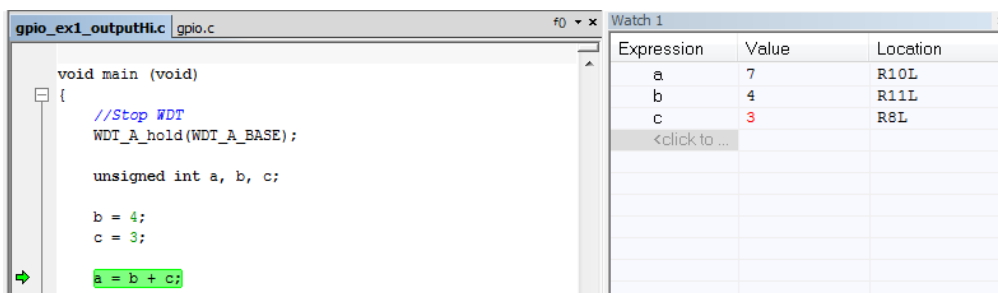 gpio_ex1_outputHi.c gpio.c f()
void main (void)
{
//Stop WDT
WDT_A_hold(WDT_A_BASE);
unsigned int a, b, c;
b = 4;
c = 3;
a = b + c;
Watch 1
Expression Value Location
a 7 R10L
b 4 R11L
c 3 R8L
<click to ...